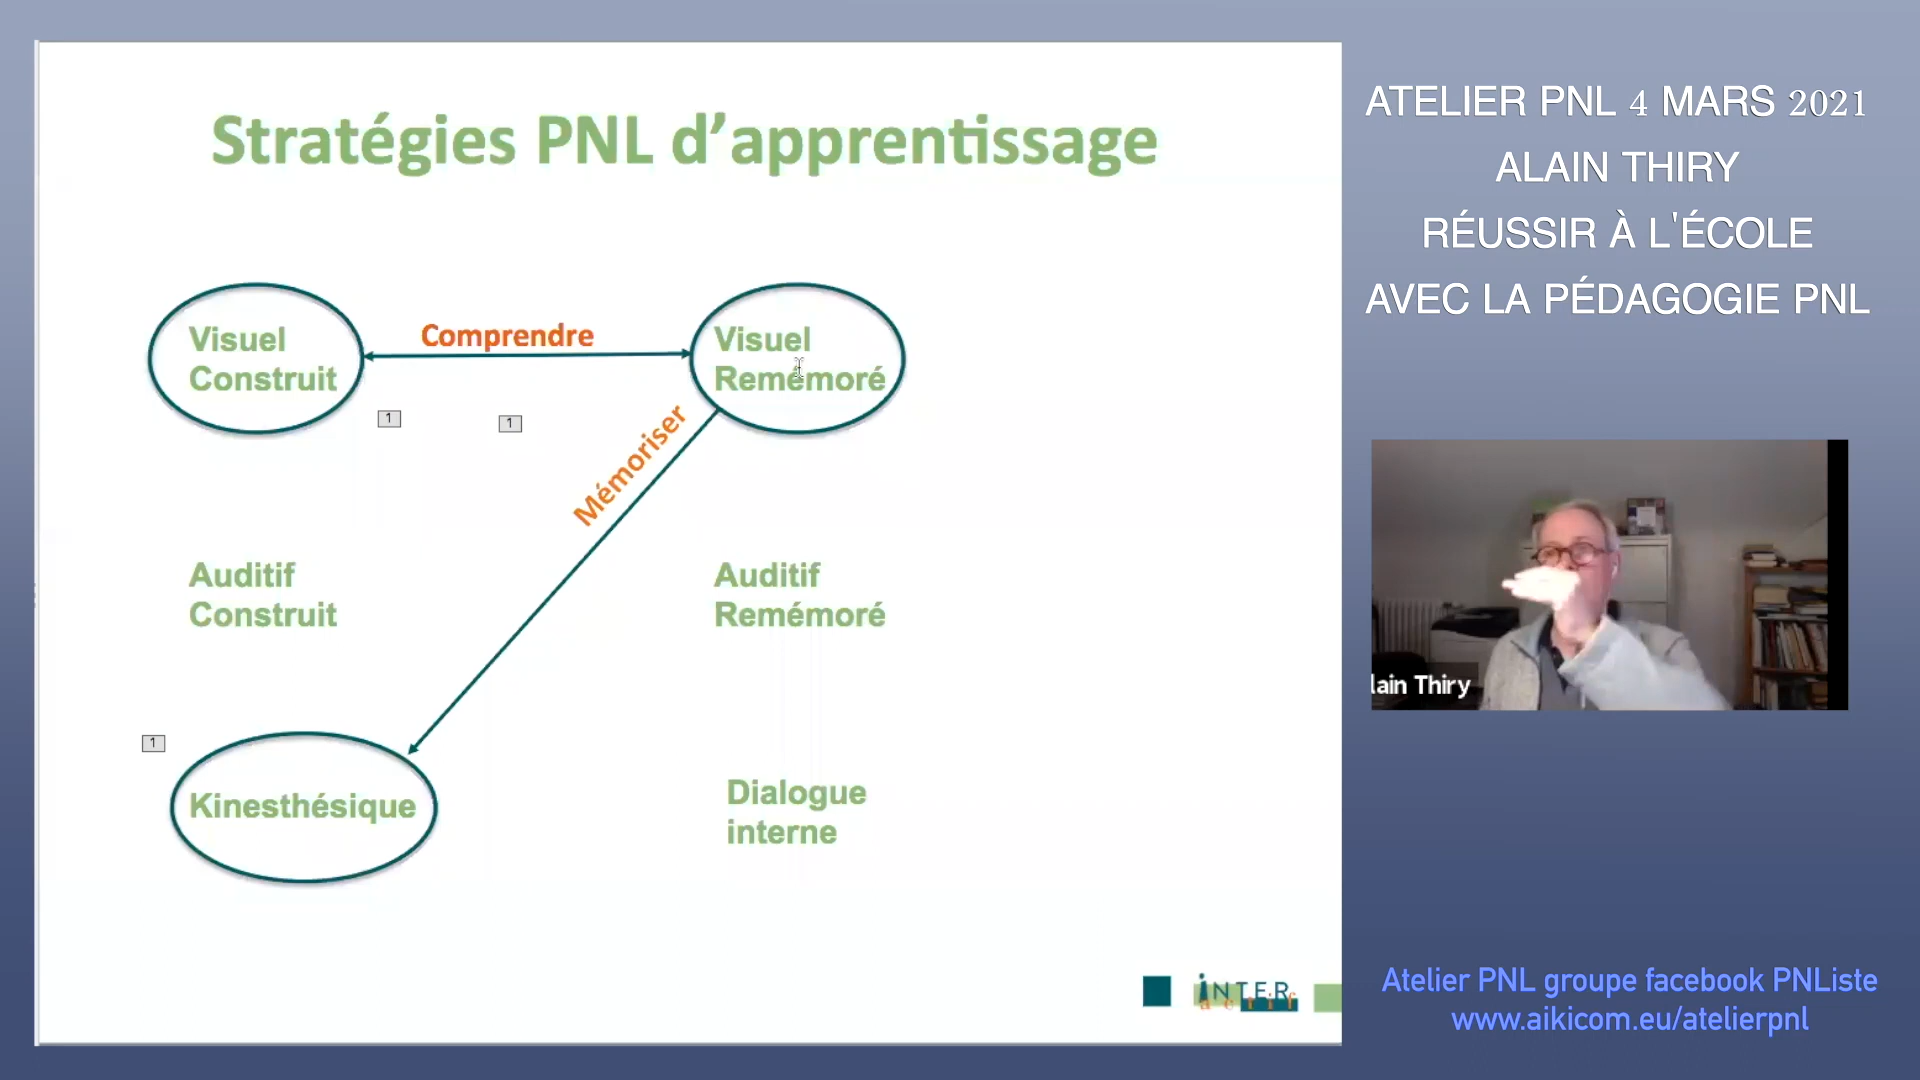 Stratégies PNL d'apprentissage
Visuel
Construit
Comprendre
Visuel
Remémoré
1
1
Mémoriser
Auditif
Construit
Auditif
Remémoré
1
Kinesthésique
Dialogue
interne
iNTER
actif
ATELIER PNL 4 MARS 2021
ALAIN THIRY
RÉUSSIR À L'ÉCOLE
AVEC LA PÉDAGOGIE PNL
lain Thiry
Atelier PNL groupe facebook PNListe
www.aikicom.eu/atelierpnl